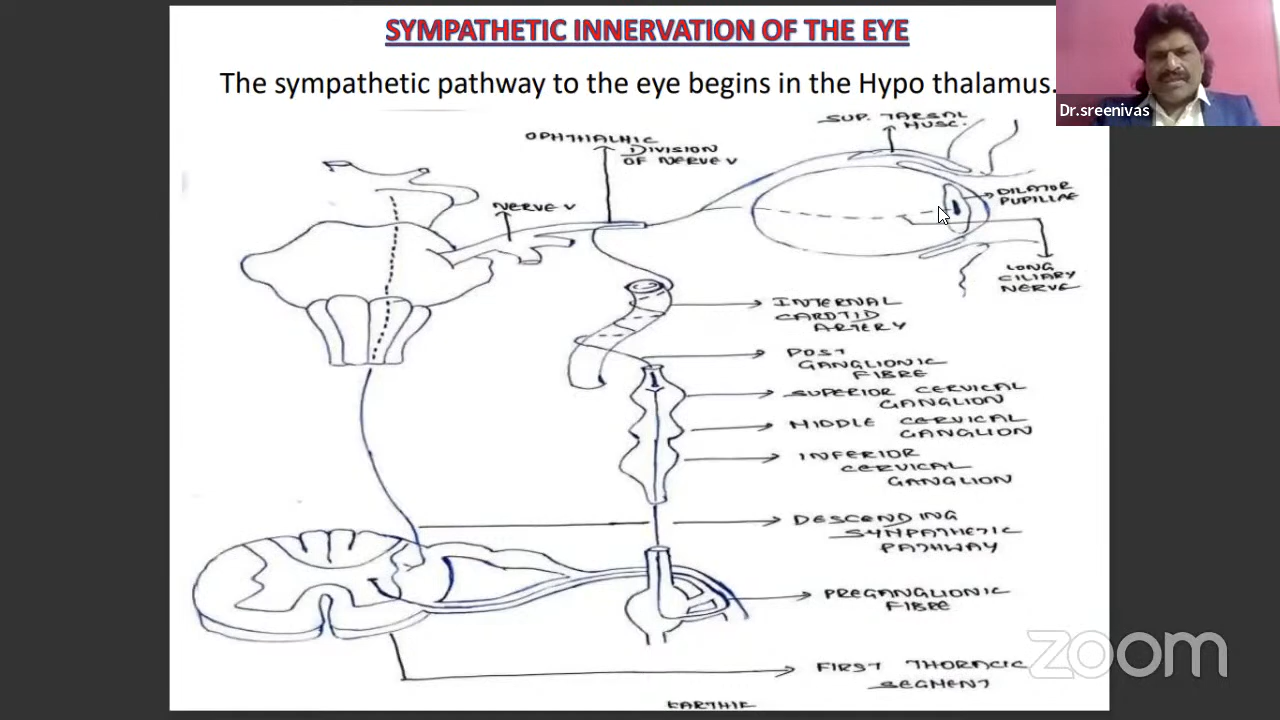 SYMPATHETIC INNERVATION OF THE EYE
The sympathetic pathway to the eye begins in the Hypo thalamus.
Dr.sreenivas
SUP. TARSAL
MUSC.
OPHTHALMIC
DIVISION
OF NERVE V
NERVE V
DILATOR
PUPILLAE
LONG
CILIARY
NERVE
INTERNAL
CAROTID
ARTERY
POST
GANGLIONIC
FIBRE
SUPERIOR CERVICAL
GANGLION
MIDDLE CERVICAL
GANGLION
INFERIOR
CERVICAL
GANGLION
DESCENDING
SYMPATHETIC
PATHWAY
PREGANGLIONIC
FIBRE
zoom
FIRST THORACIC
SEGMENT
KARTHIK